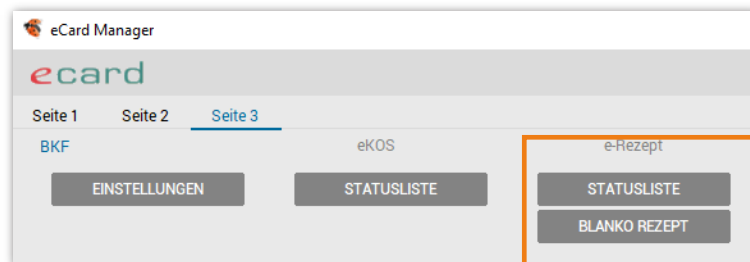 eCard Manager
ecard
Seite 1 Seite 2 Seite 3
BKF eKOS e-Rezept
EINSTELLUNGEN STATUSLISTE STATUSLISTE
BLANKO REZEPT